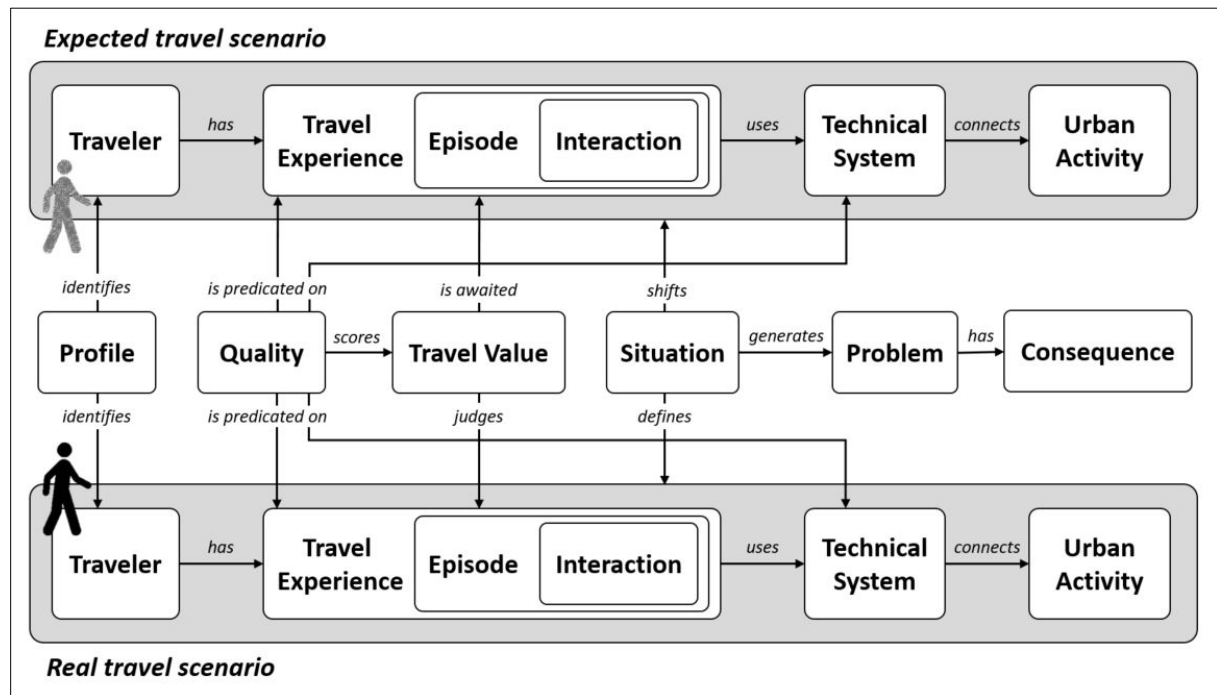 Expected travel scenario
Traveler
has
Travel
Experience
Episode
Interaction
uses
Technical
System
connects
Urban
Activity
identifies
is predicated on
is awaited
shifts
Profile
Quality
scores
Travel Value
Situation
generates
Problem
has
Consequence
identifies
is predicated on
judges
defines
Traveler
has
Travel
Experience
Episode
Interaction
uses
Technical
System
connects
Urban
Activity
Real travel scenario